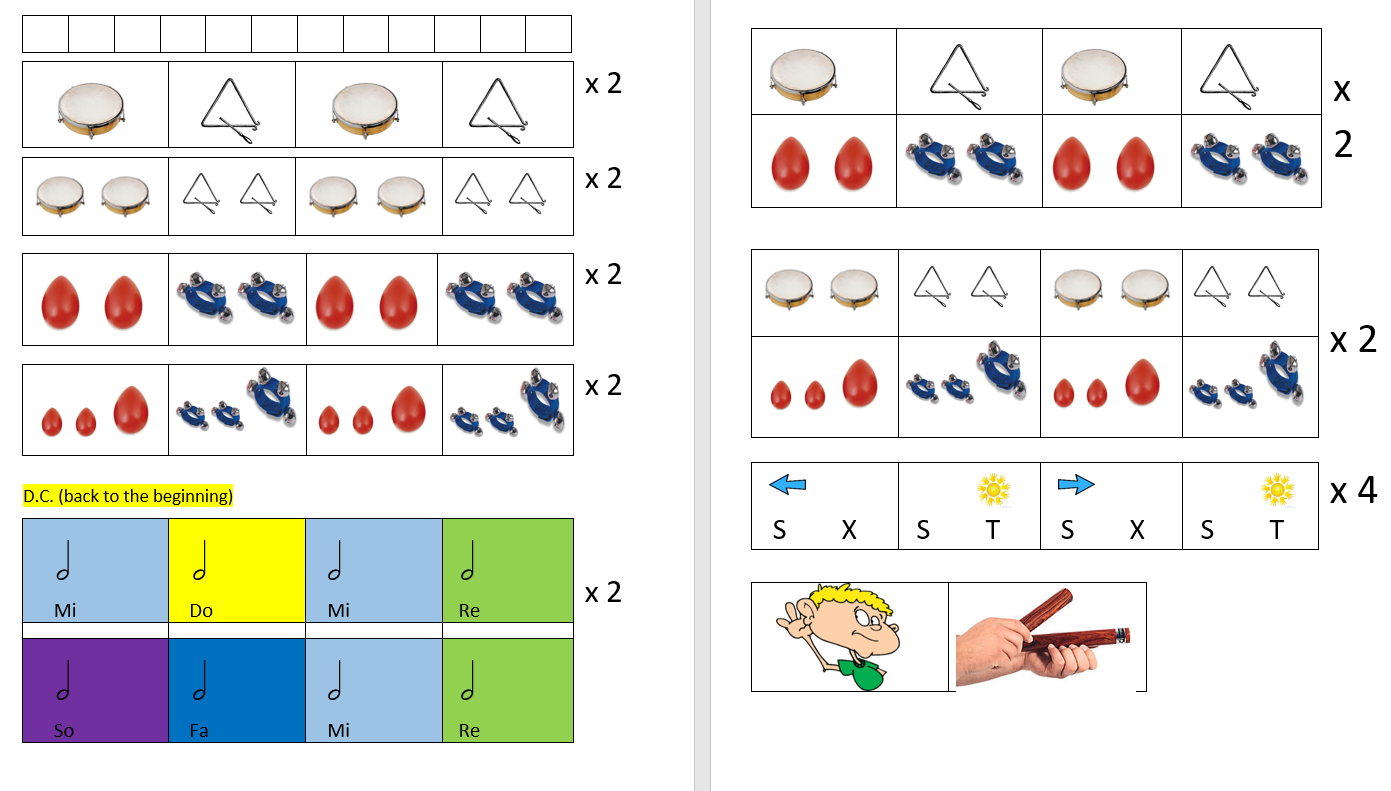 x 2
x 2
x 2
x 2
D.C. (back to the beginning)
Mi Do Mi Re
x 2
So Fa Mi Re
x
2
x 2
x 4
S X S T S X S T